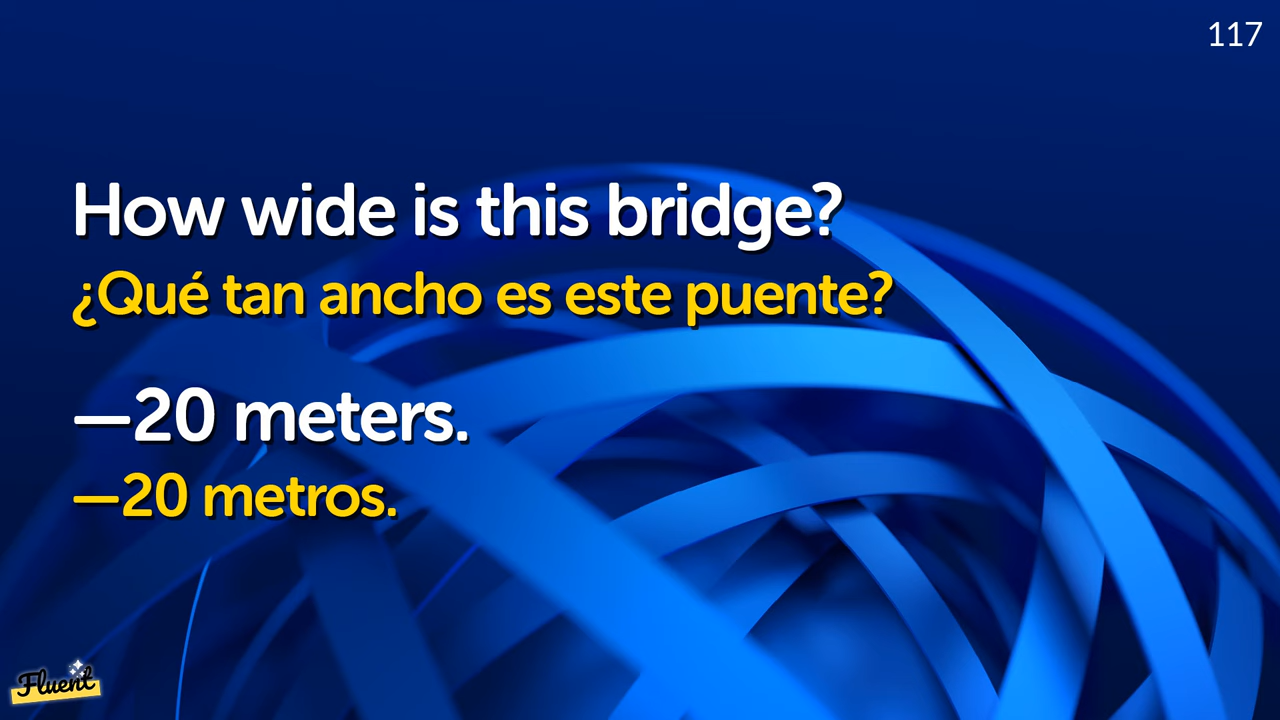 117
How wide is this bridge?
¿Qué tan ancho es este puente?
—20 meters.
—20 metros.
Fluent